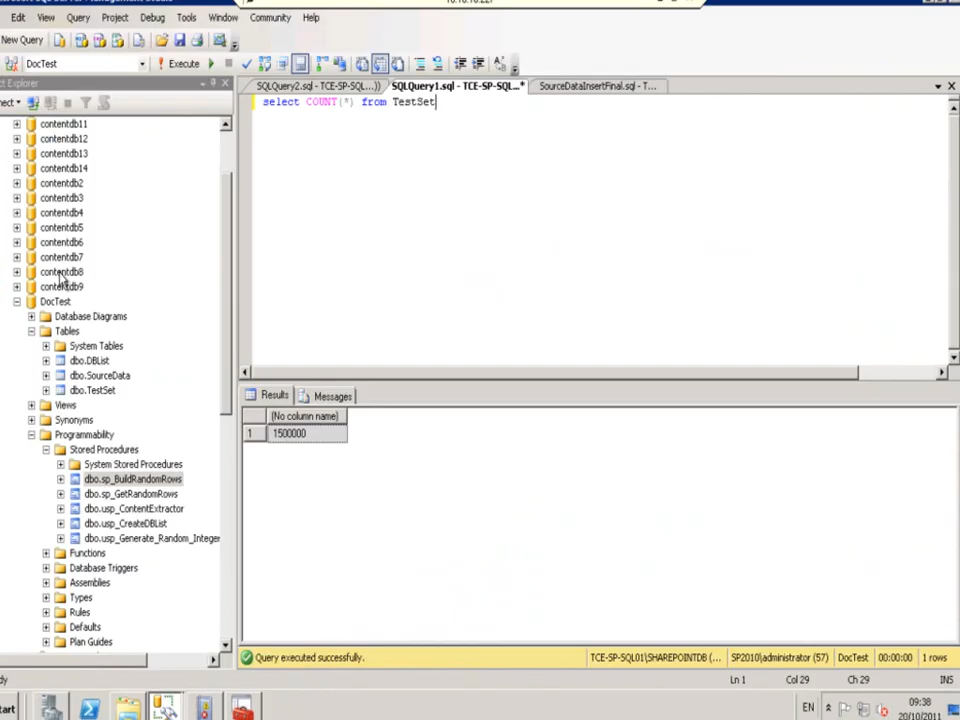 Edit View Query Project Debug Tools Window Community Help
New Query
DocTest Execute
SQLQuery2.sql - TCE-SP-SQL...)) SQLQuery1.sql - TCE-SP-SQL...* SourceDataInsertFinal.sql - T...
select COUNT(*) from TestSet
contentdb11
contentdb12
contentdb13
contentdb14
contentdb2
contentdb3
contentdb4
contentdb5
contentdb6
contentdb7
contentdb8
contentdb9
DocTest
Database Diagrams
Tables
System Tables
dbo.DBList
dbo.SourceData
dbo.TestSet
Views
Synonyms
Programmability
Stored Procedures
System Stored Procedures
dbo.sp_BuildRandomRows
dbo.sp_GetRandomRows
dbo.usp_ContentExtractor
dbo.usp_CreateDBList
dbo.usp_Generate_Random_Integer
Functions
Database Triggers
Assemblies
Types
Rules
Defaults
Plan Guides
Results Messages
(No column name)
1 1500000
Query executed successfully. TCE-SP-SQL01\SHAREPOINTDB (... SP2010\administrator (57) DocTest 00:00:00 1 rows
Ln 1 Col 29 Ch 29 INS
EN 09:38
20/10/2011